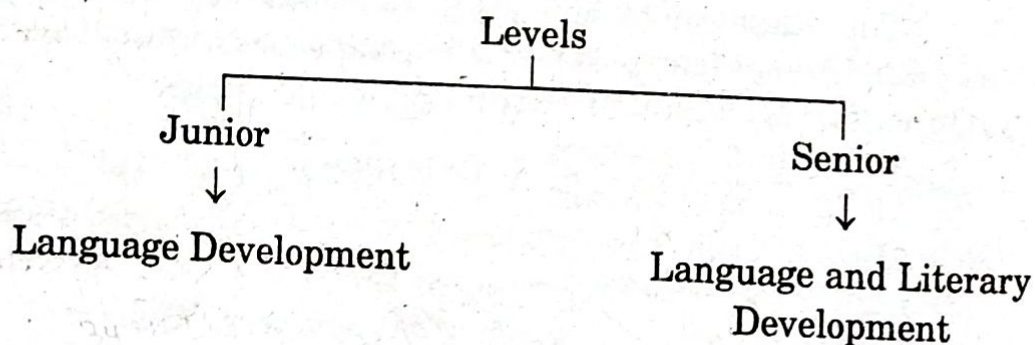 Levels
Junior
Senior
↓
↓
Language Development
Language and Literary
Development